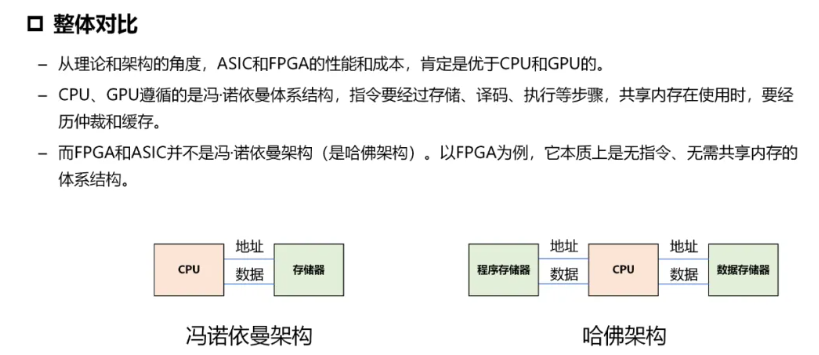 整体对比
– 从理论和架构的角度，ASIC和FPGA的性能和成本，肯定是优于CPU和GPU的。
– CPU、GPU遵循的是冯·诺依曼体系结构，指令要经过存储、译码、执行等步骤，共享内存在使用时，要经
历仲裁和缓存。
– 而FPGA和ASIC并不是冯·诺依曼架构（是哈佛架构）。以FPGA为例，它本质上是无指令、无需共享内存的
体系结构。
CPU 地址 数据 存储器
程序存储器 地址 数据 CPU 地址 数据 数据存储器
冯诺依曼架构 哈佛架构